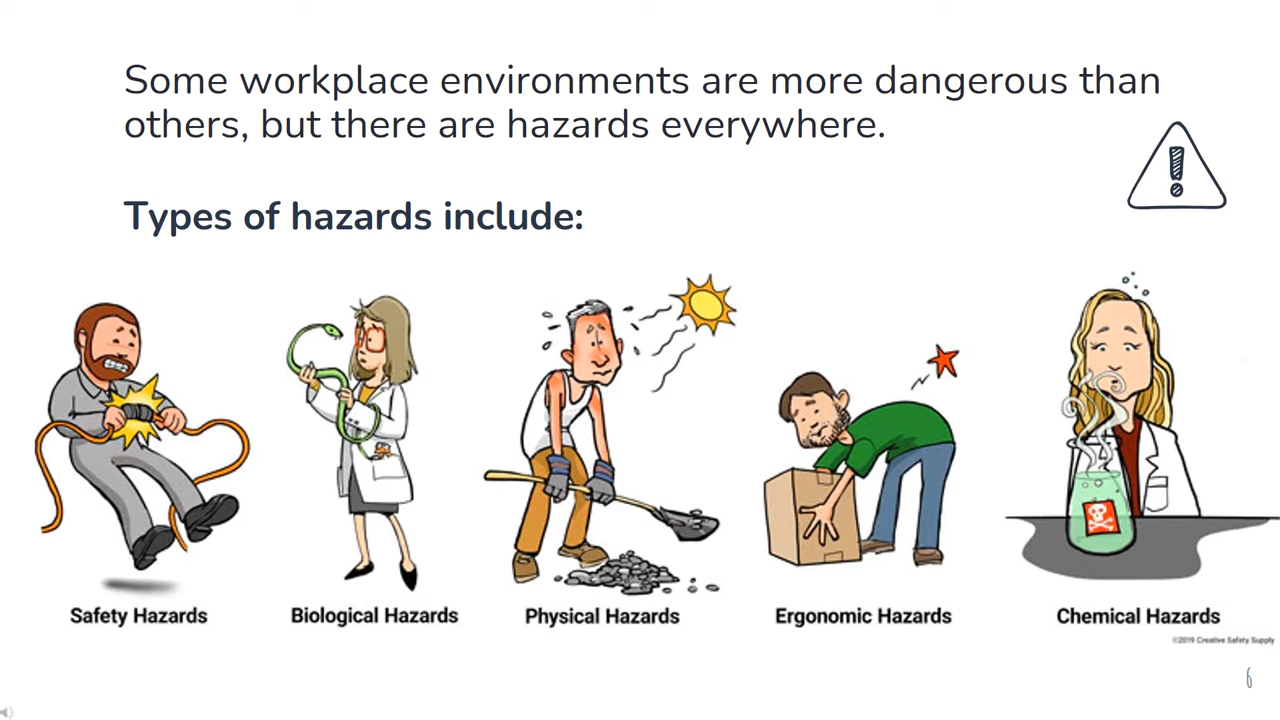 Some workplace environments are more dangerous than
others, but there are hazards everywhere.
Types of hazards include:
Safety Hazards
Biological Hazards
Physical Hazards
Ergonomic Hazards
Chemical Hazards
©2019 Creative Safety Supply
6